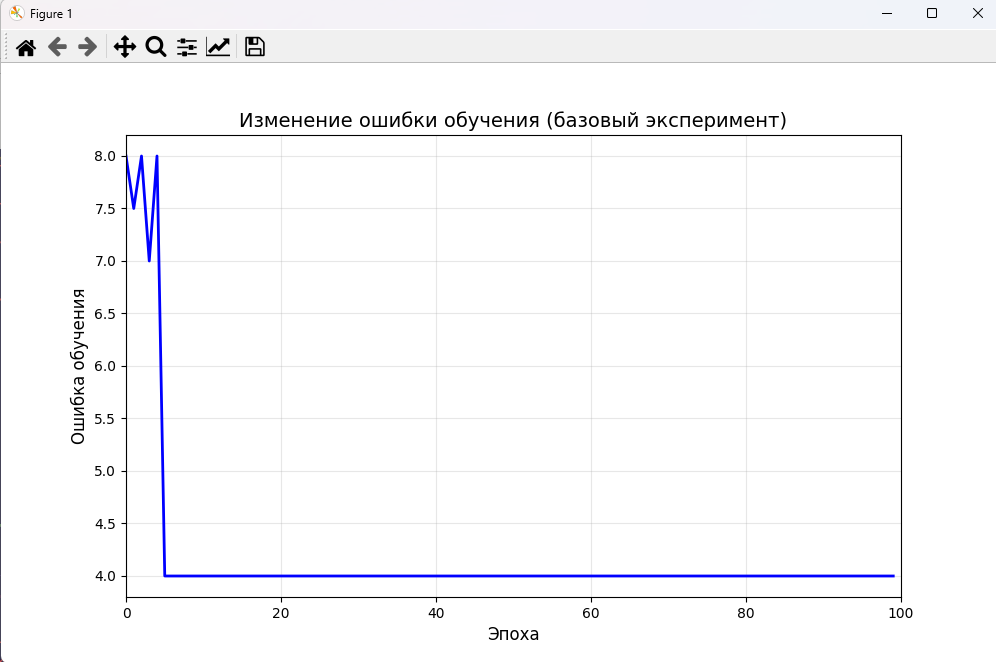 Figure 1
Изменение ошибки обучения (базовый эксперимент)
Ошибка обучения
8.0
7.5
7.0
6.5
6.0
5.5
5.0
4.5
4.0
0 20 40 60 80 100
Эпоха